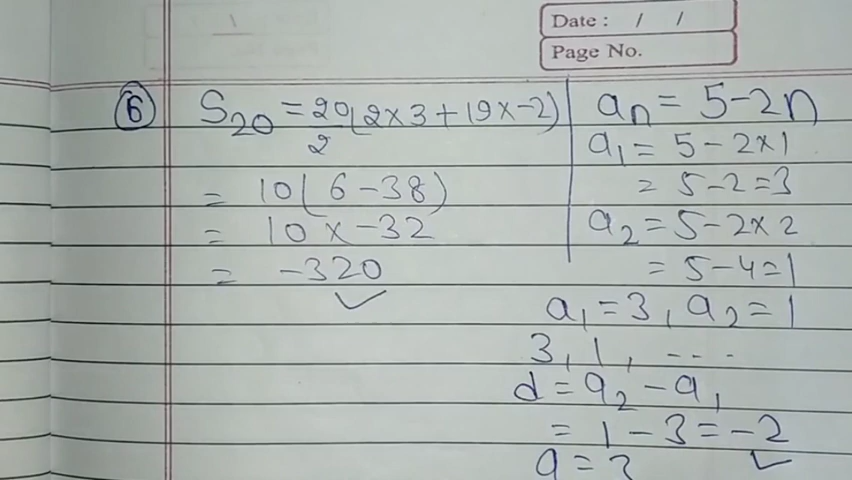 Date : / /
Page No.
6 S20 = 20/2 (2×3+19×-2)
= 10(6-38)
= 10 × -32
= -320
an = 5-2n
a1 = 5-2×1
= 5-2=3
a2 = 5-2×2
= 5-4=1
a1=3, a2=1
3, 1, ----
d = a2 - a1
= 1-3=-2
a = 3